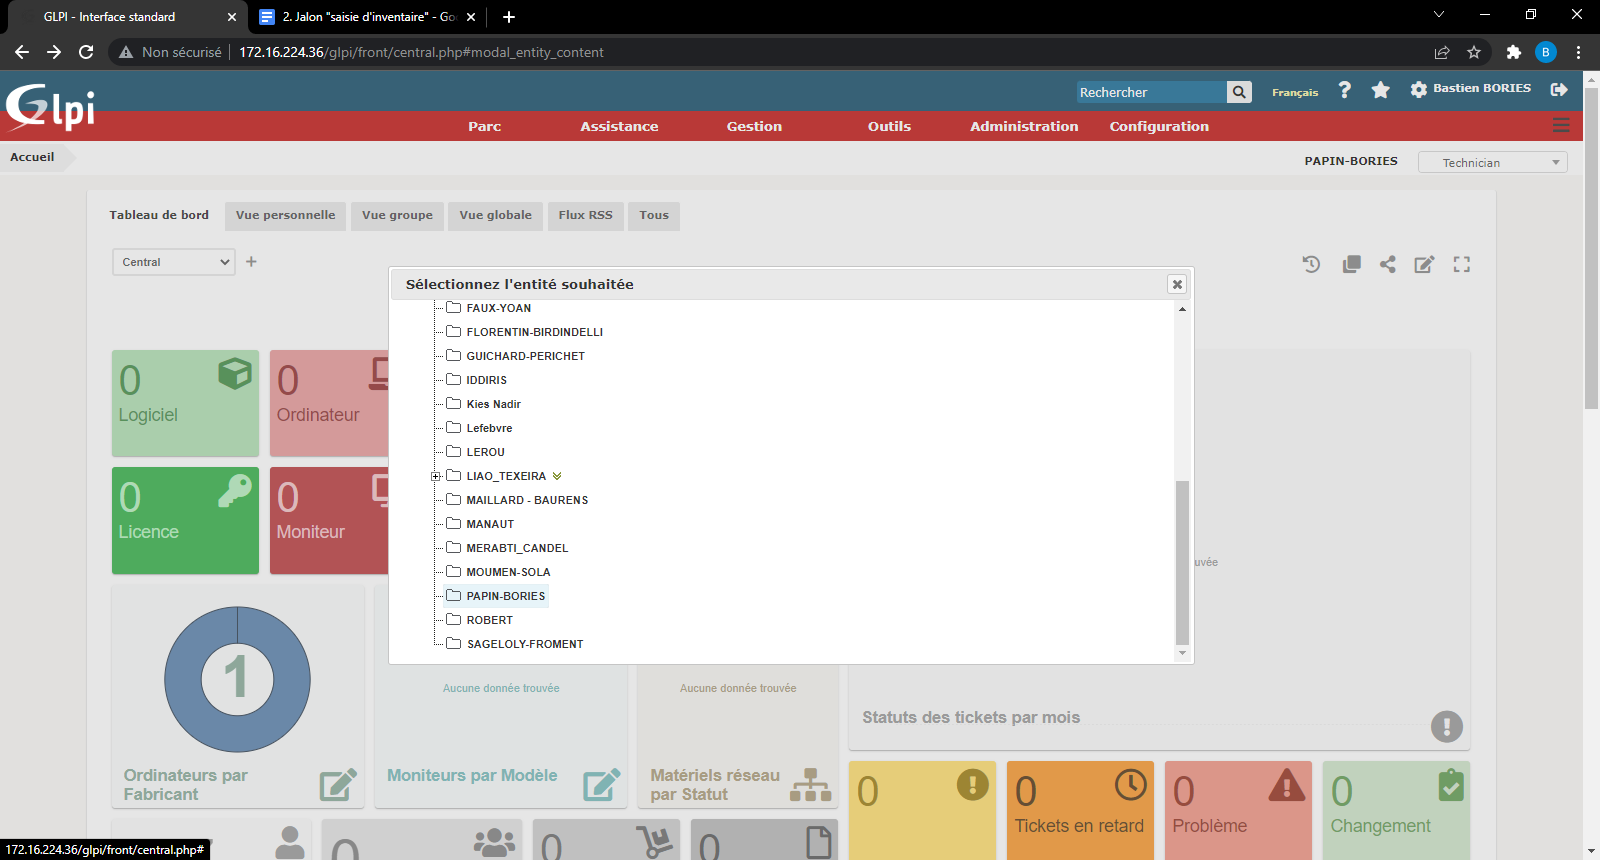 GLPI - Interface standard
2. Jalon "saisie d'inventaire" - Go
Non sécurisé
172.16.224.36/glpi/front/central.php#modal_entity_content
B
Glpi
Rechercher
Français
?
Bastien BORIES
Parc
Assistance
Gestion
Outils
Administration
Configuration
Accueil
PAPIN-BORIES
Technician
Tableau de bord
Vue personnelle
Vue groupe
Vue globale
Flux RSS
Tous
Central
Sélectionnez l'entité souhaitée
FAUX-YOAN
FLORENTIN-BIRDINDELLI
GUICHARD-PERICHET
IDDIRIS
Kies Nadir
Lefebvre
LEROU
LIAO_TEXEIRA
MAILLARD - BAURENS
MANAUT
MERABTI_CANDEL
MOUMEN-SOLA
PAPIN-BORIES
ROBERT
SAGELOLY-FROMENT
0
Logiciel
0
Ordinateur
0
Licence
0
Moniteur
uvée
1
Ordinateurs par
Fabricant
Aucune donnée trouvée
Moniteurs par Modèle
Aucune donnée trouvée
Matériels réseau
par Statut
Statuts des tickets par mois
0
0
Tickets en retard
0
Problème
0
Changement
0
0
0
172.16.224.36/glpi/front/central.php#